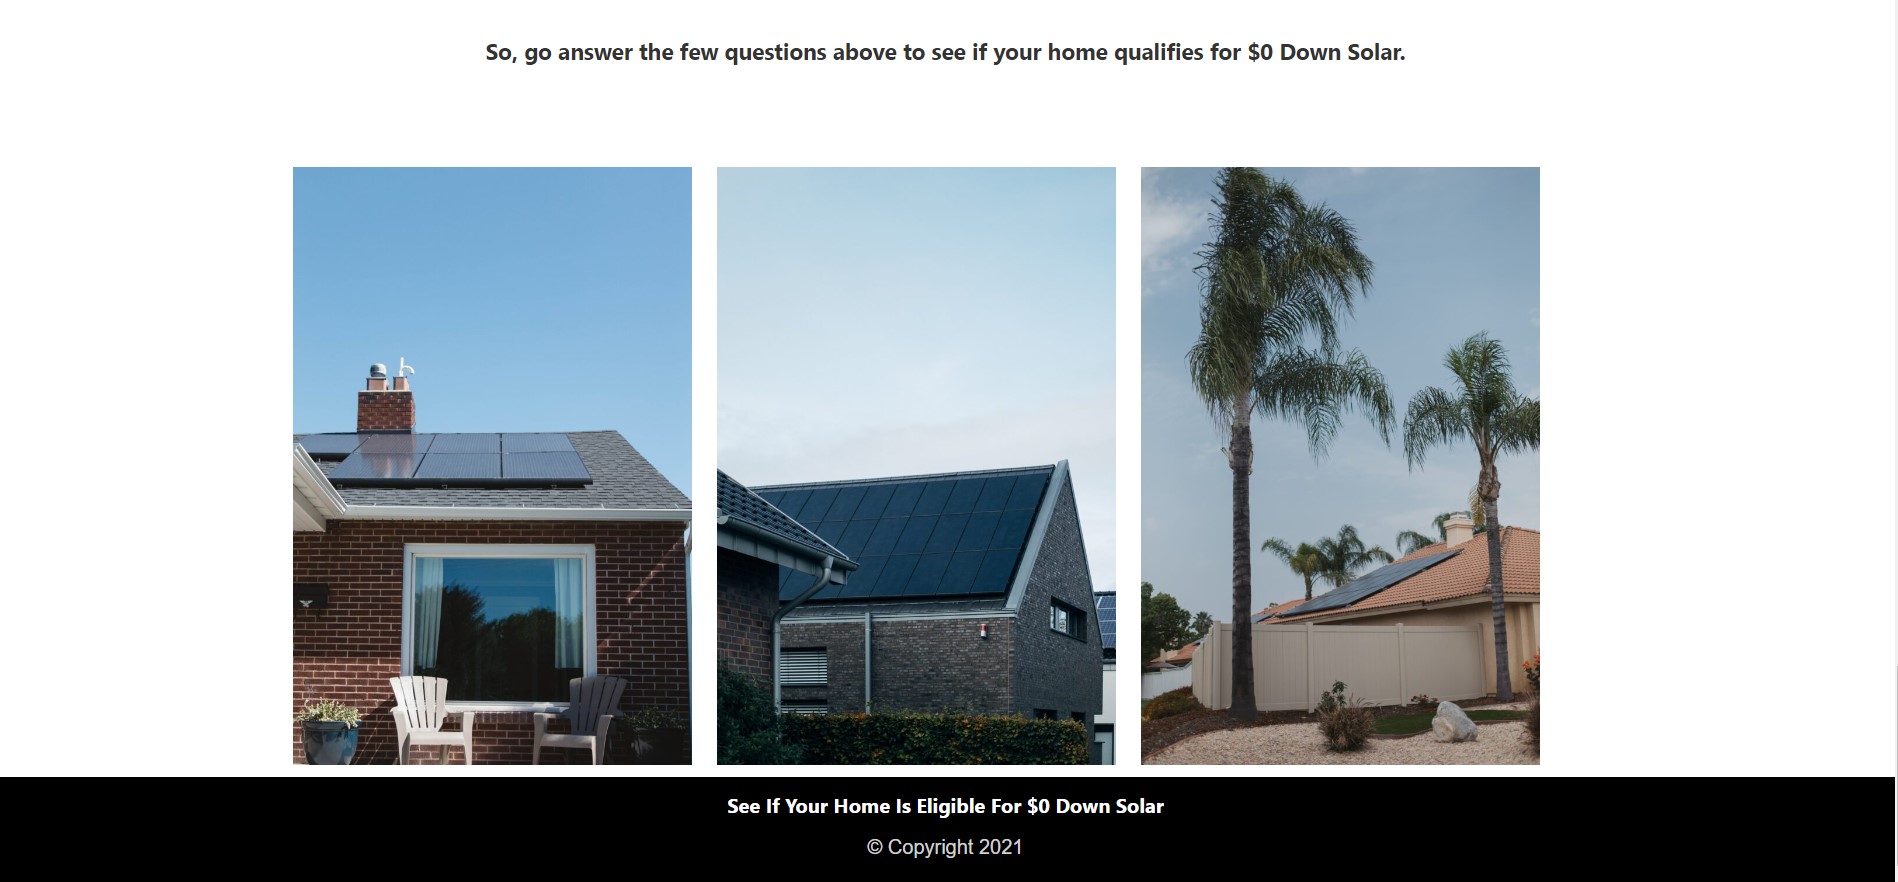 So, go answer the few questions above to see if your home qualifies for $0 Down Solar.
See If Your Home Is Eligible For $0 Down Solar
© Copyright 2021